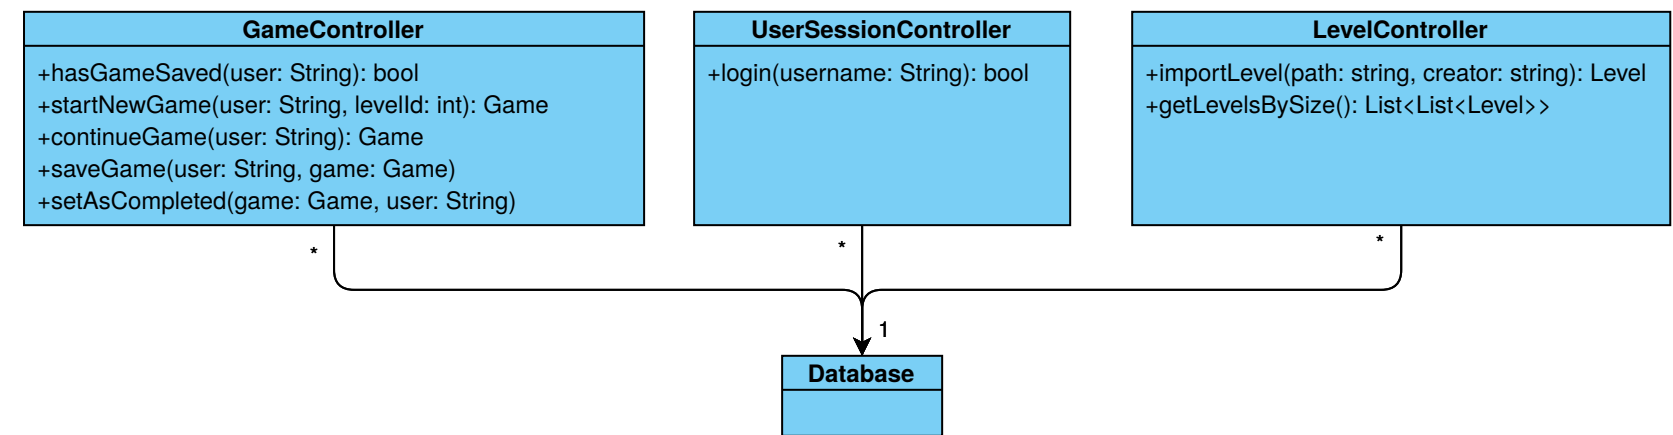 GameController
+hasGameSaved(user: String): bool
+startNewGame(user: String, levelId: int): Game
+continueGame(user: String): Game
+saveGame(user: String, game: Game)
+setAsCompleted(game: Game, user: String)
UserSessionController
+login(username: String): bool
LevelController
+importLevel(path: string, creator: string): Level
+getLevelsBySize(): List<List<Level>>
*
*
*
1
Database